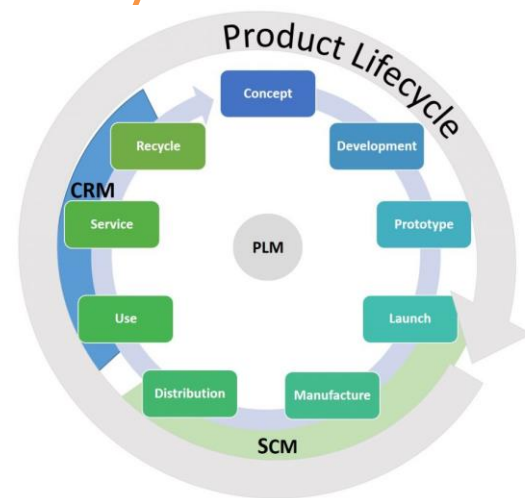 Product Lifecycle
Concept
Development
Prototype
Launch
Manufacture
Distribution
Use
Service
Recycle
CRM
PLM
SCM